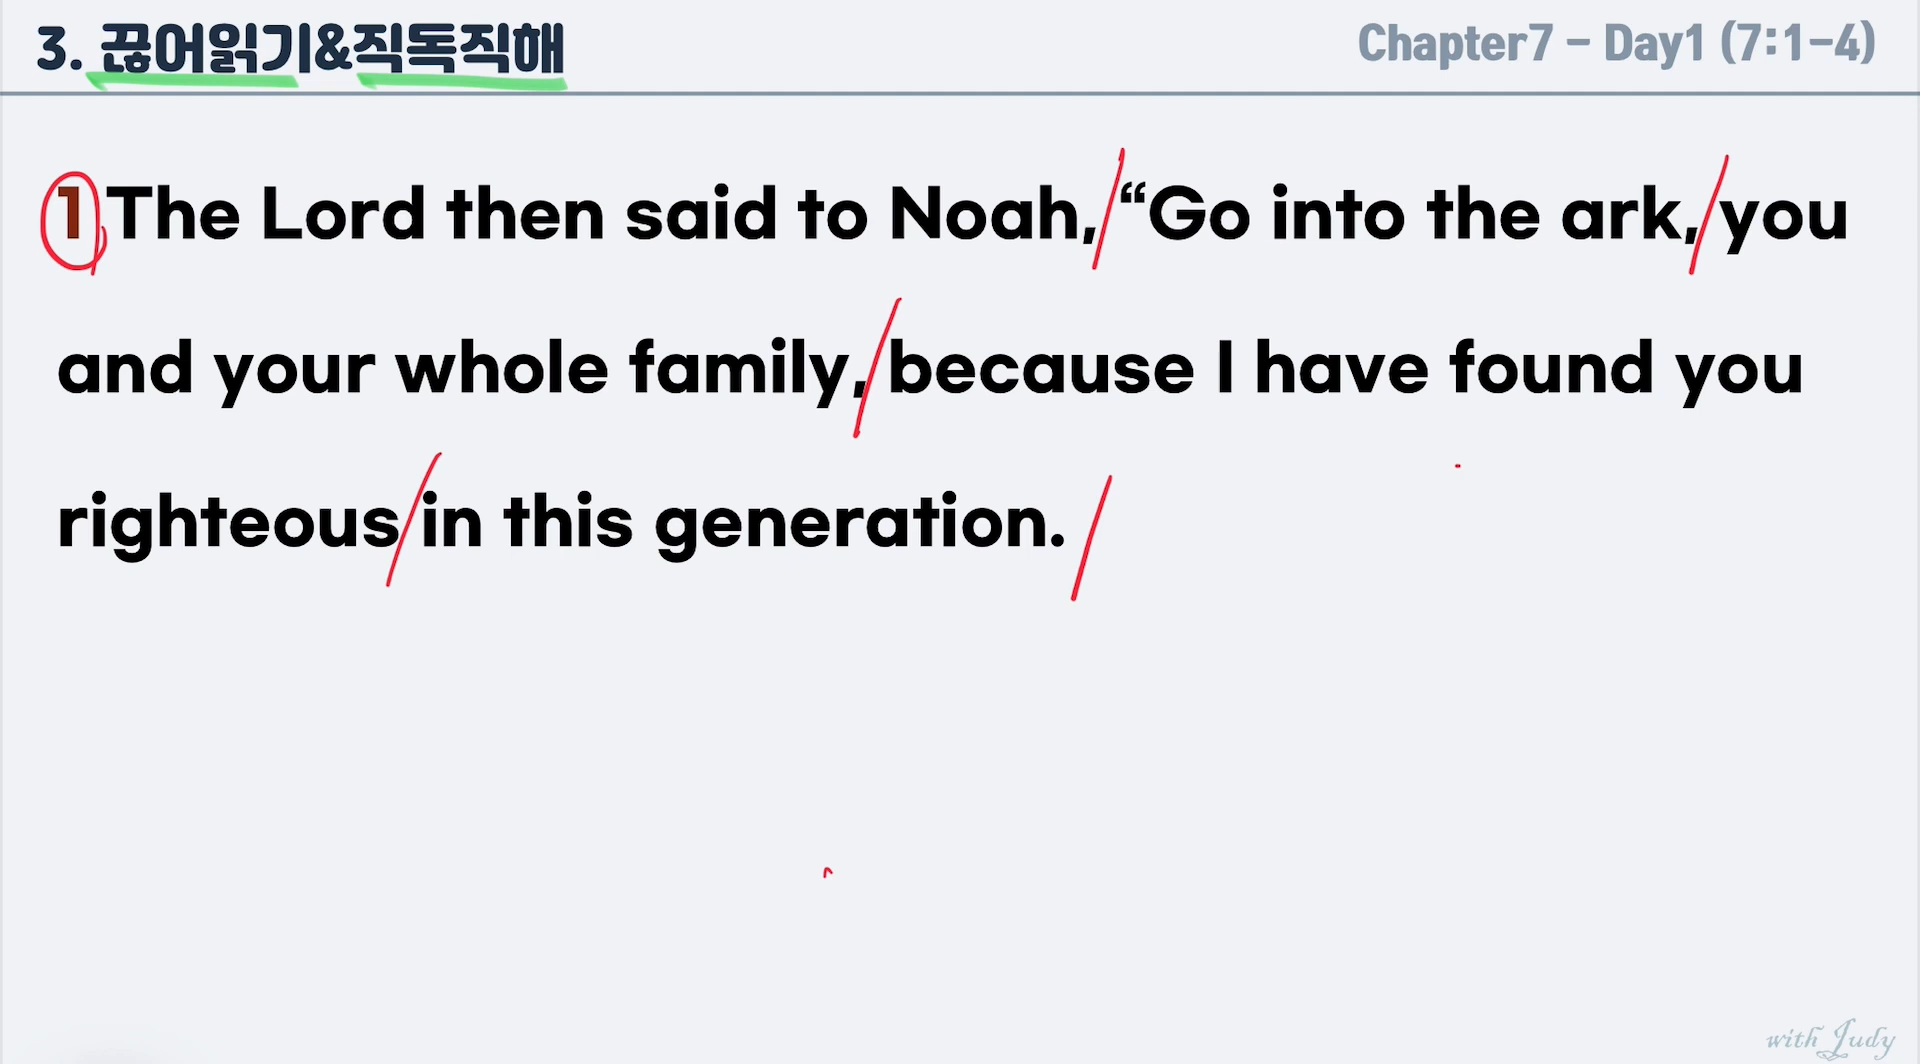 3. 끊어읽기&직독직해
Chapter7 - Day1 (7:1-4)
1 The Lord then said to Noah, “Go into the ark, you
and your whole family, because I have found you
righteous in this generation.
with Judy